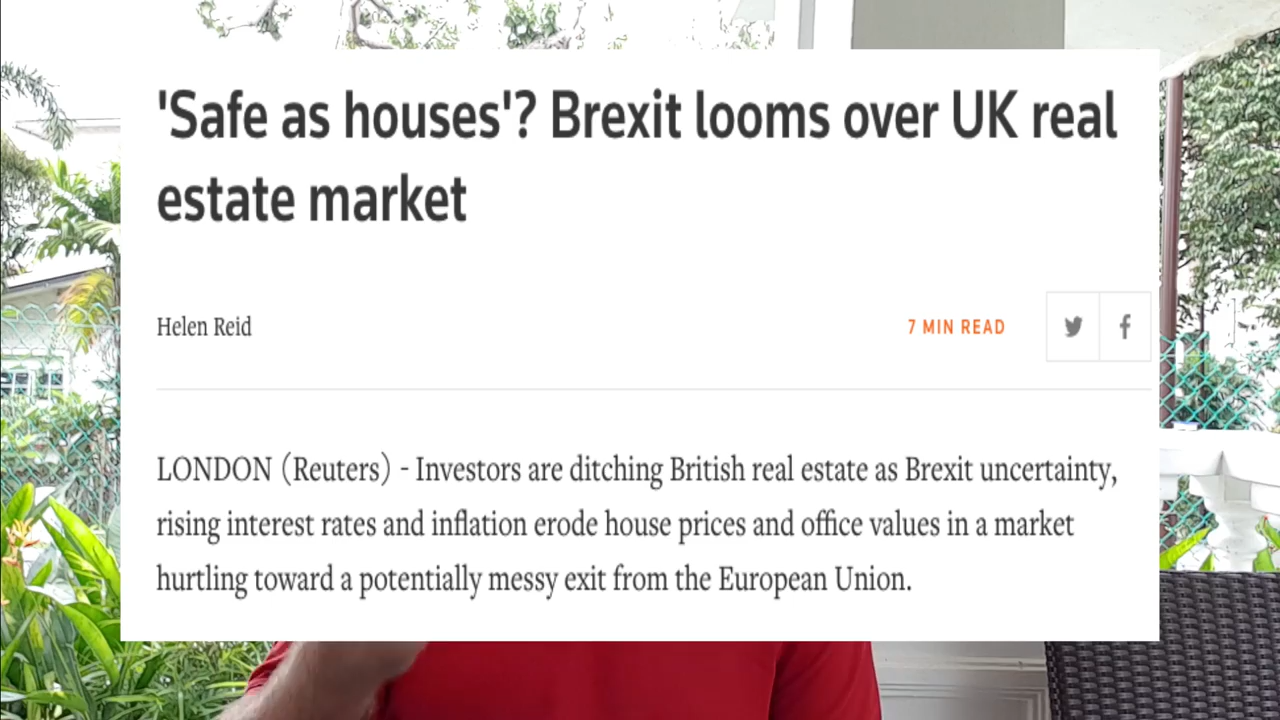 'Safe as houses'? Brexit looms over UK real
estate market
Helen Reid
7 MIN READ
LONDON (Reuters) - Investors are ditching British real estate as Brexit uncertainty,
rising interest rates and inflation erode house prices and office values in a market
hurtling toward a potentially messy exit from the European Union.